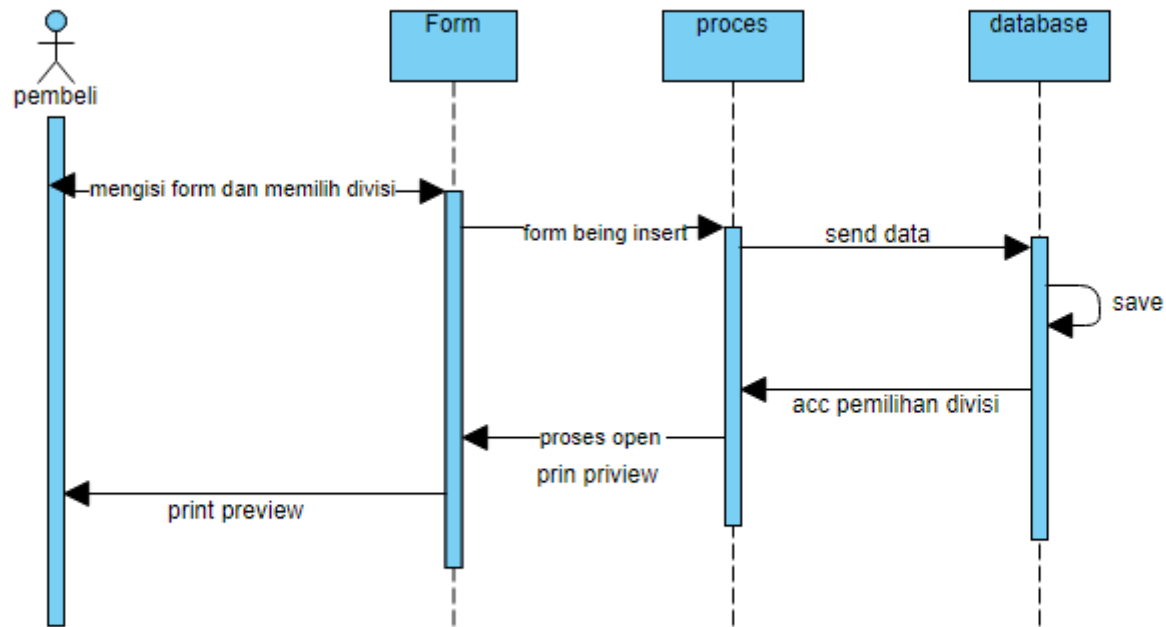 Form
proces
database
pembeli
mengisi form dan memilih divisi
form being insert
send data
save
acc pemilihan divisi
proses open
prin priview
print preview